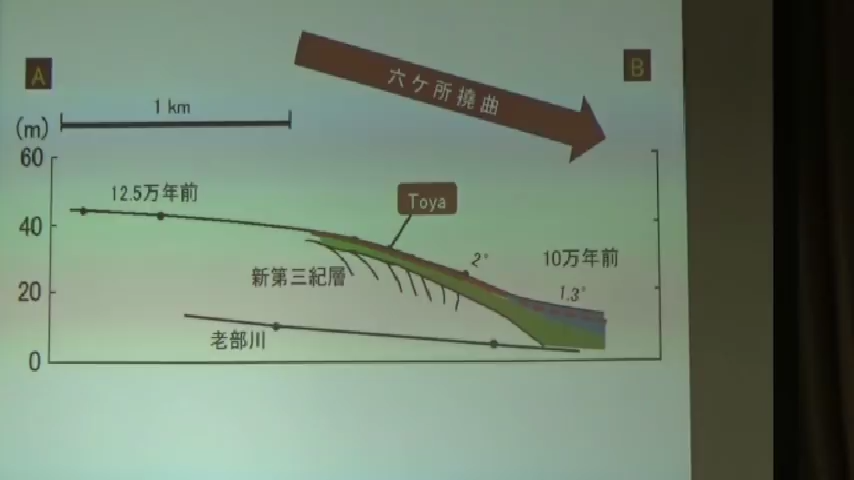 A
B
六ケ所撓曲
1 km
(m)
60
12.5万年前
Toya
40
2°
10万年前
新第三紀層
1.3°
20
老部川
0